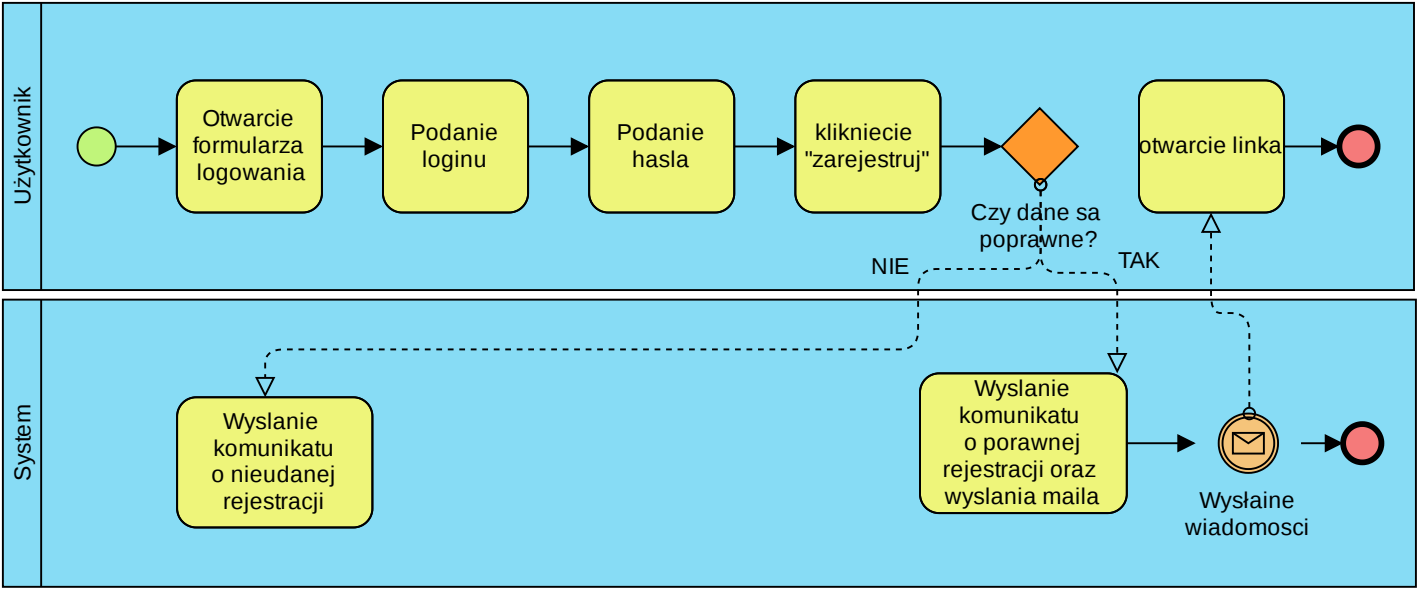 Użytkownik
Otwarcie
formularza
logowania
Podanie
loginu
Podanie
hasla
klikniecie
"zarejestruj"
Czy dane sa
poprawne?
otwarcie linka
NIE
TAK
System
Wyslanie
komunikatu
o nieudanej
rejestracji
Wyslanie
komunikatu
o porawnej
rejestracji oraz
wyslania maila
Wysłaine
wiadomosci